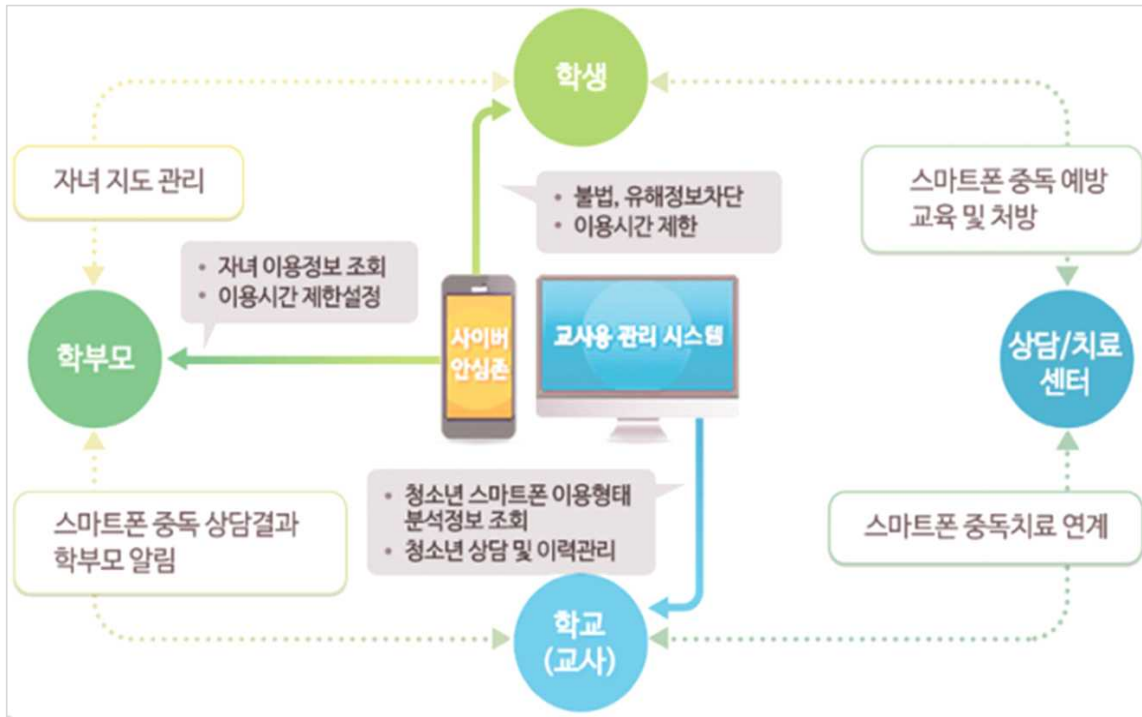 학생
자녀 지도 관리
스마트폰 중독 예방
교육 및 처방
• 불법, 유해정보차단
• 이용시간 제한
• 자녀 이용정보 조회
• 이용시간 제한설정
학부모
사이버
안심존
교사용 관리 시스템
상담/치료
센터
• 청소년 스마트폰 이용형태
분석정보 조회
• 청소년 상담 및 이력관리
스마트폰 중독 상담결과
학부모 알림
스마트폰 중독치료 연계
학교
(교사)